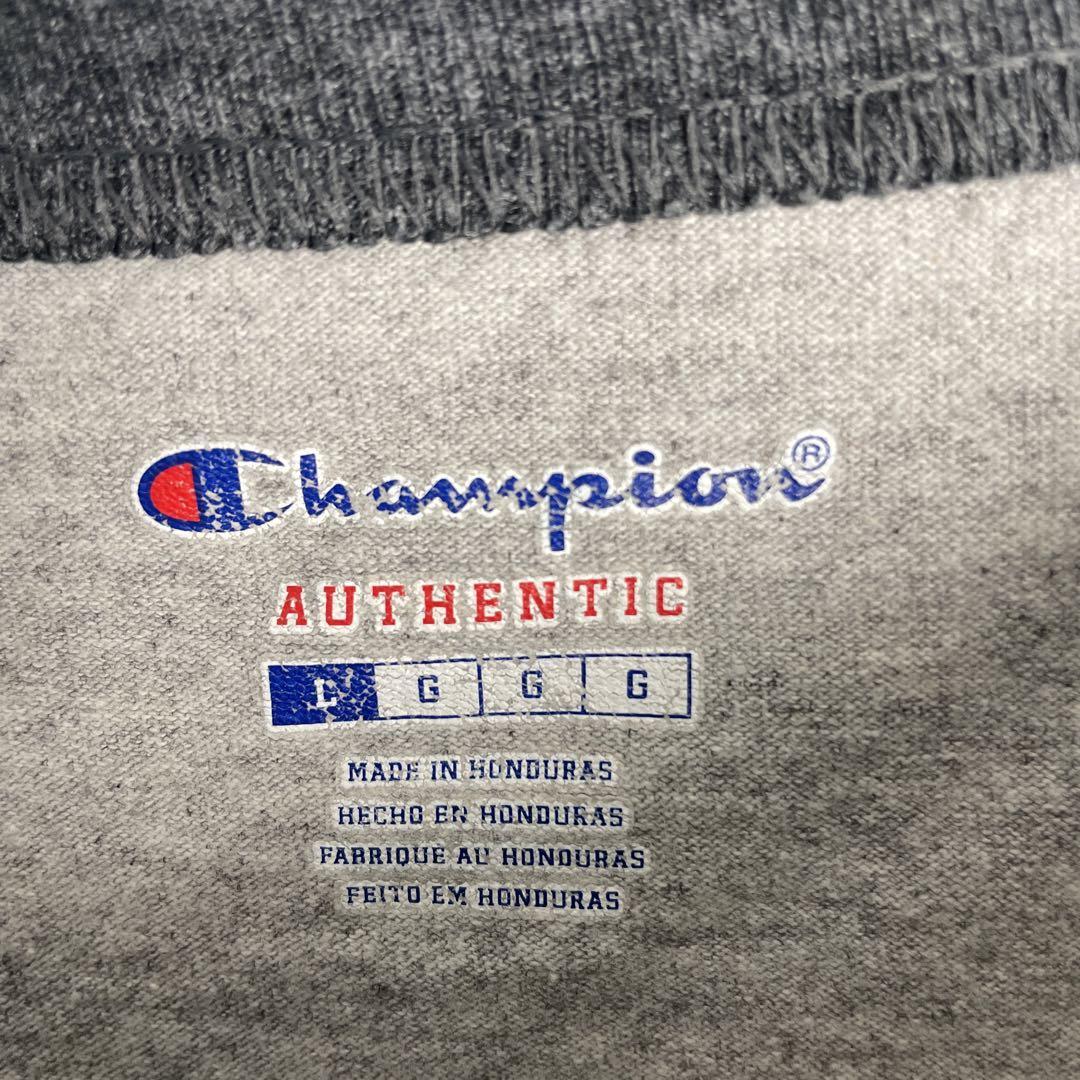 Champion®
AUTHENTIC
L G G G
MADE IN HONDURAS
HECHO EN HONDURAS
FABRIQUE AU HONDURAS
FEITO EM HONDURAS